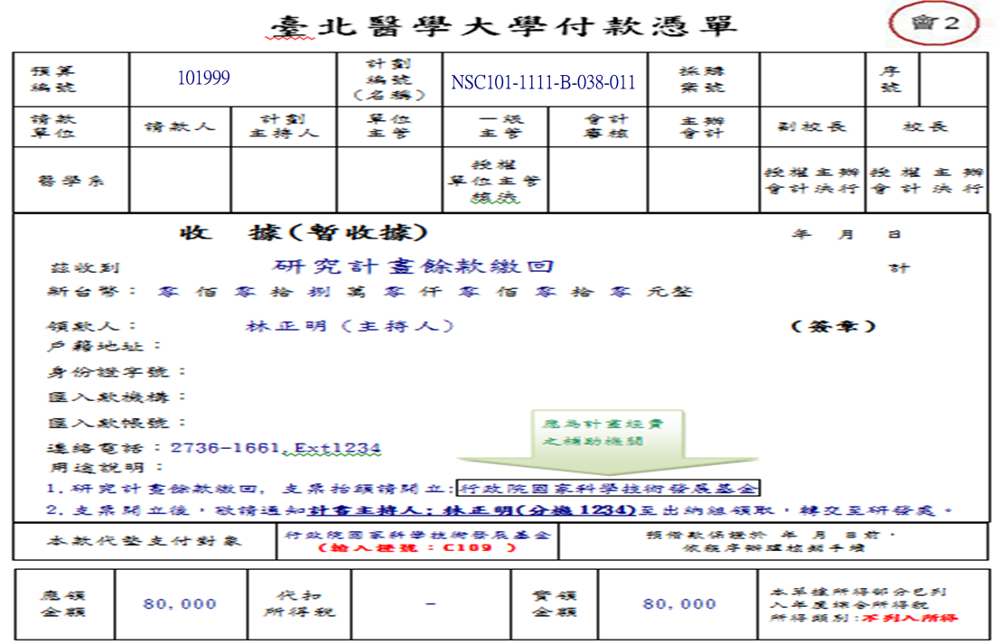 臺北醫學大學付款憑單
會2
預算編號 101999 計劃編號(名稱) NSC101-1111-B-038-011 採購案號 序號
請款單位 請款人 計劃主持人 單位主管 一級主管 會計審核 主辦會計 副校長 校長
醫學系 授權單位主管核決 授權主辦會計決行 授權主辦會計決行
收 據(暫收據) 年 月 日
茲收到 研究計畫餘款繳回 計
新台幣：零佰零拾捌萬零仟零佰零拾零元整
領款人： 林正明(主持人) (簽章)
戶籍地址：
身份證字號：
匯入款機構：
匯入款帳號：
應為計畫經費
之補助機關
連絡電話：2736-1661,Ext1234
用途說明：
1.研究計畫餘款繳回, 支票抬頭請開立:行政院國家科學技術發展基金
2.支票開立後，敬請通知計畫主持人:林正明(分機1234)至出納組領取，轉交至研發處。
本款代墊支付對象 行政院國家科學技術發展基金 (輸入證號：C109) 預借款保證於 年 月 日前，依程序辦理核銷手續
應領金額 80,000 代扣所得稅 - 實領金額 80,000 本單據所得部分已列入年度綜合所得稅 所得類別:不列入所得